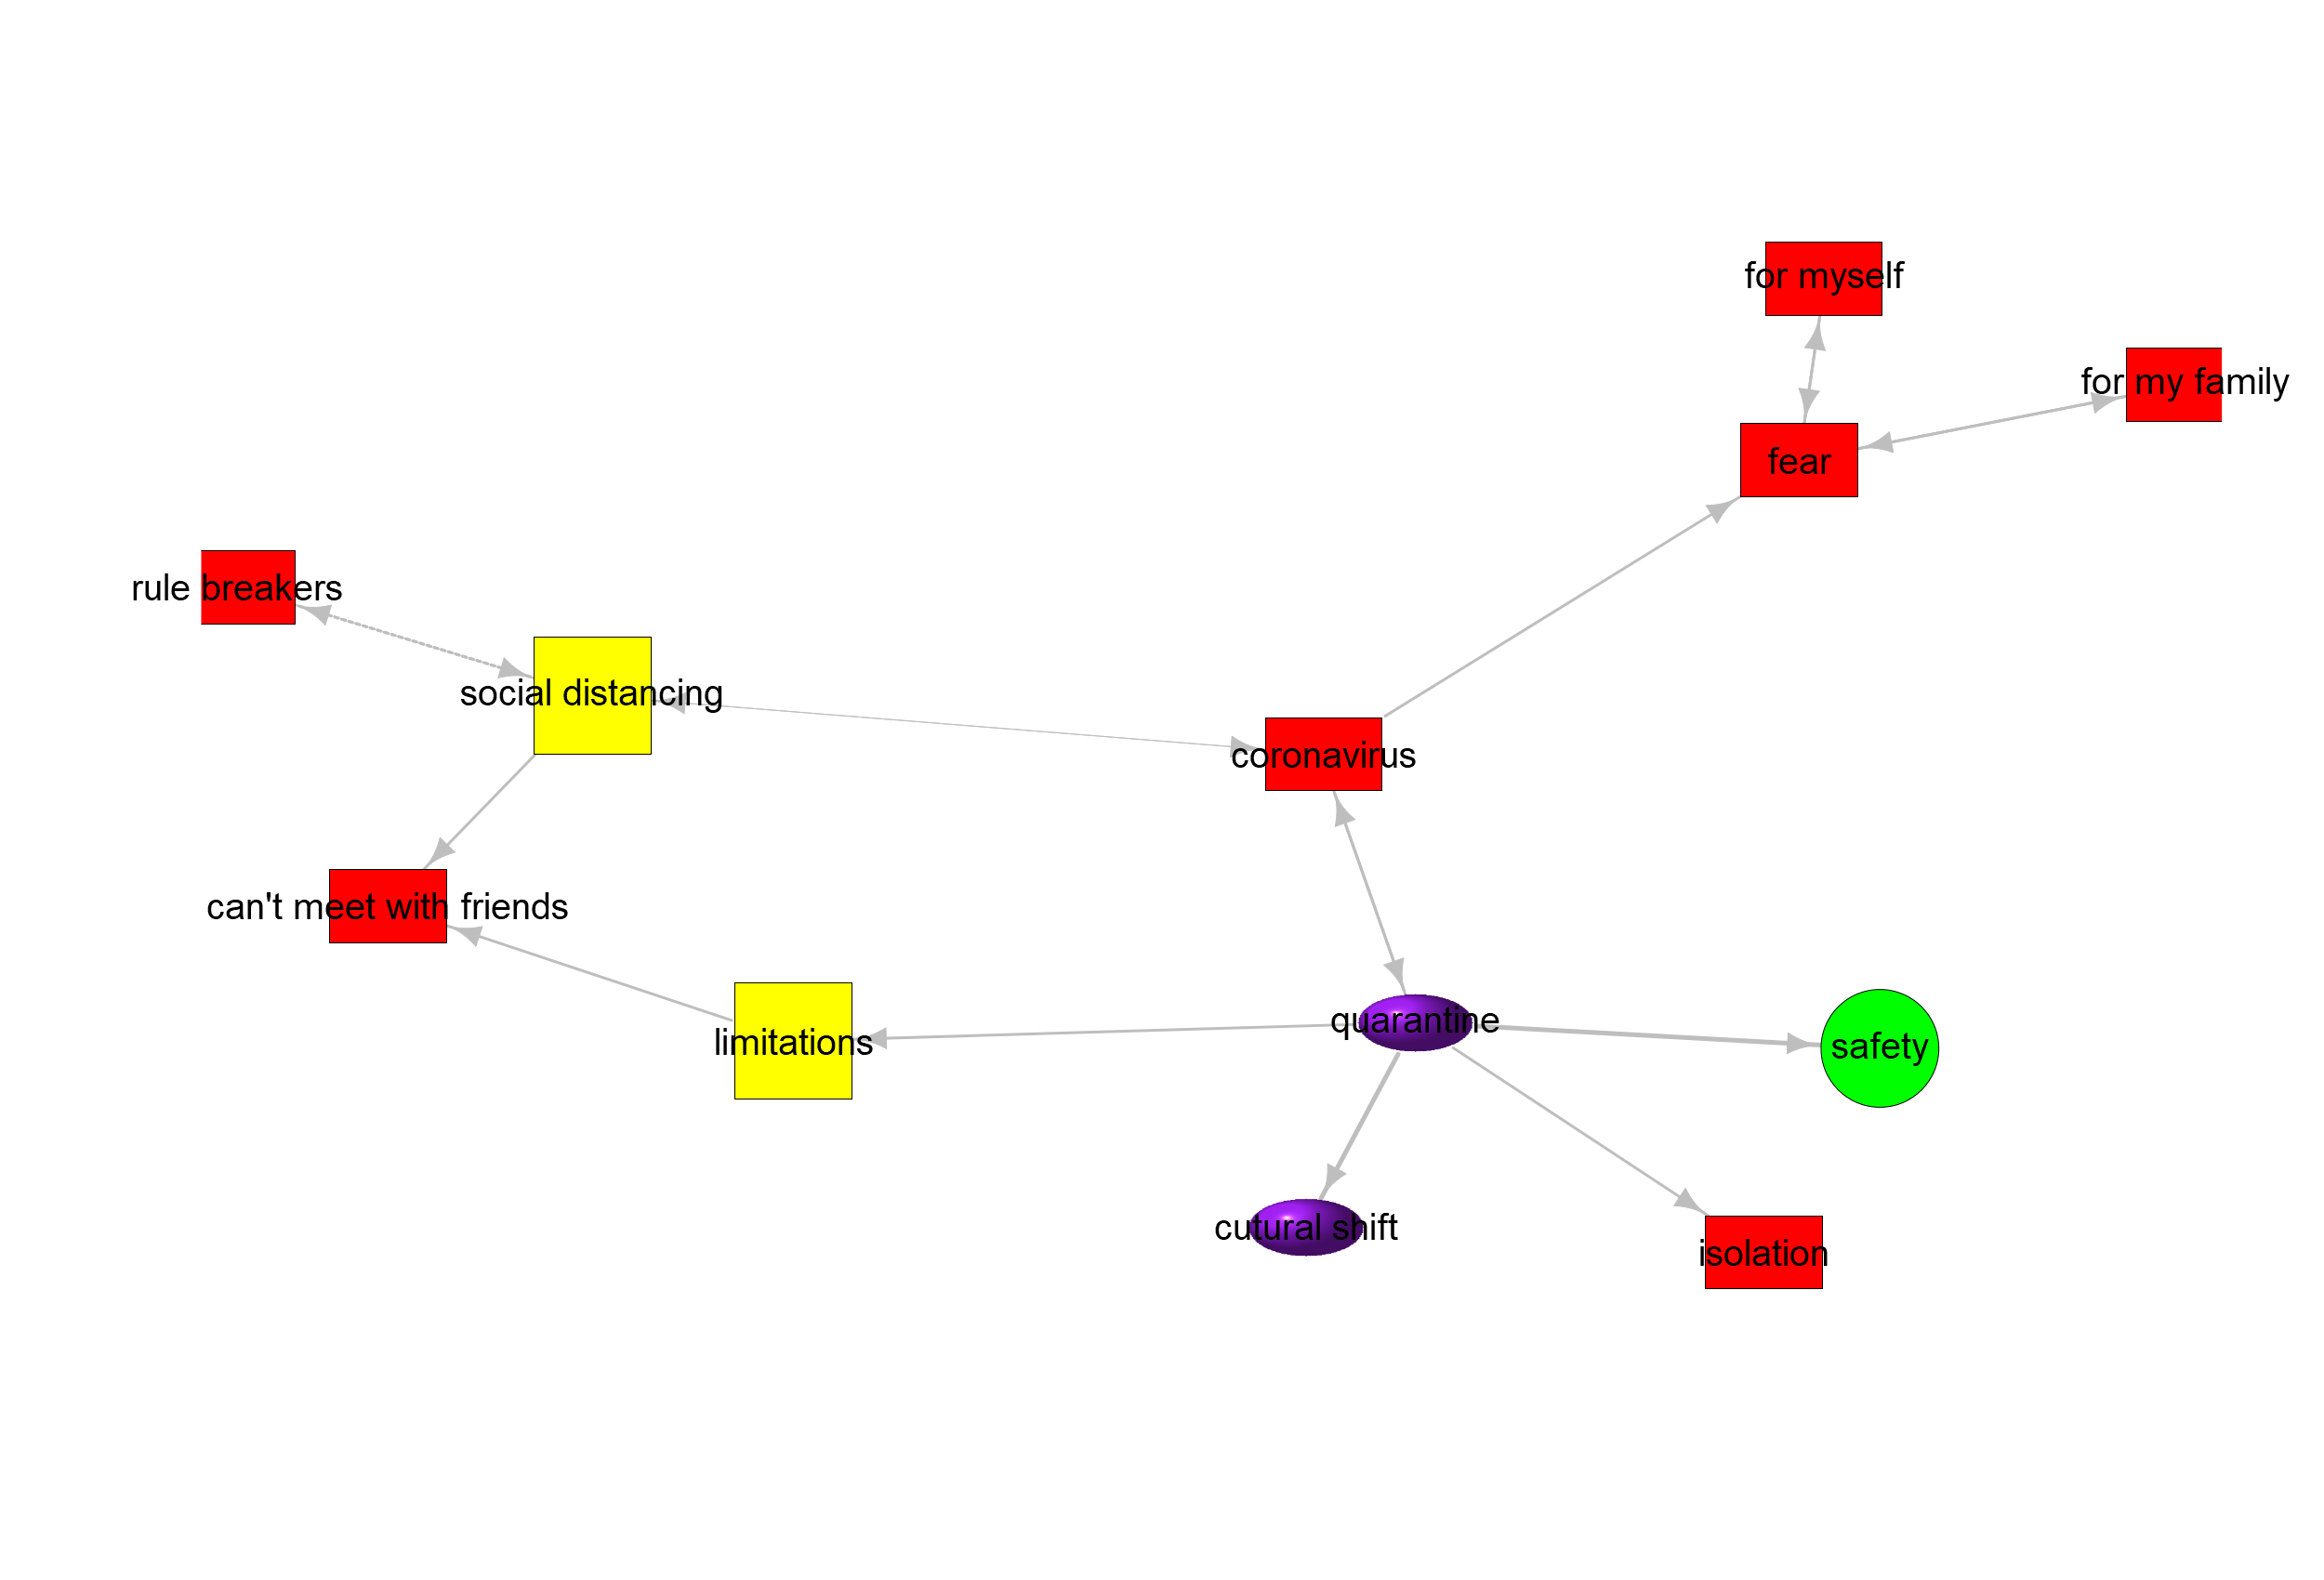 for myself
for my family
fear
rule breakers
social distancing
coronavirus
can't meet with friends
quarantine
limitations
safety
cutural shift
isolation